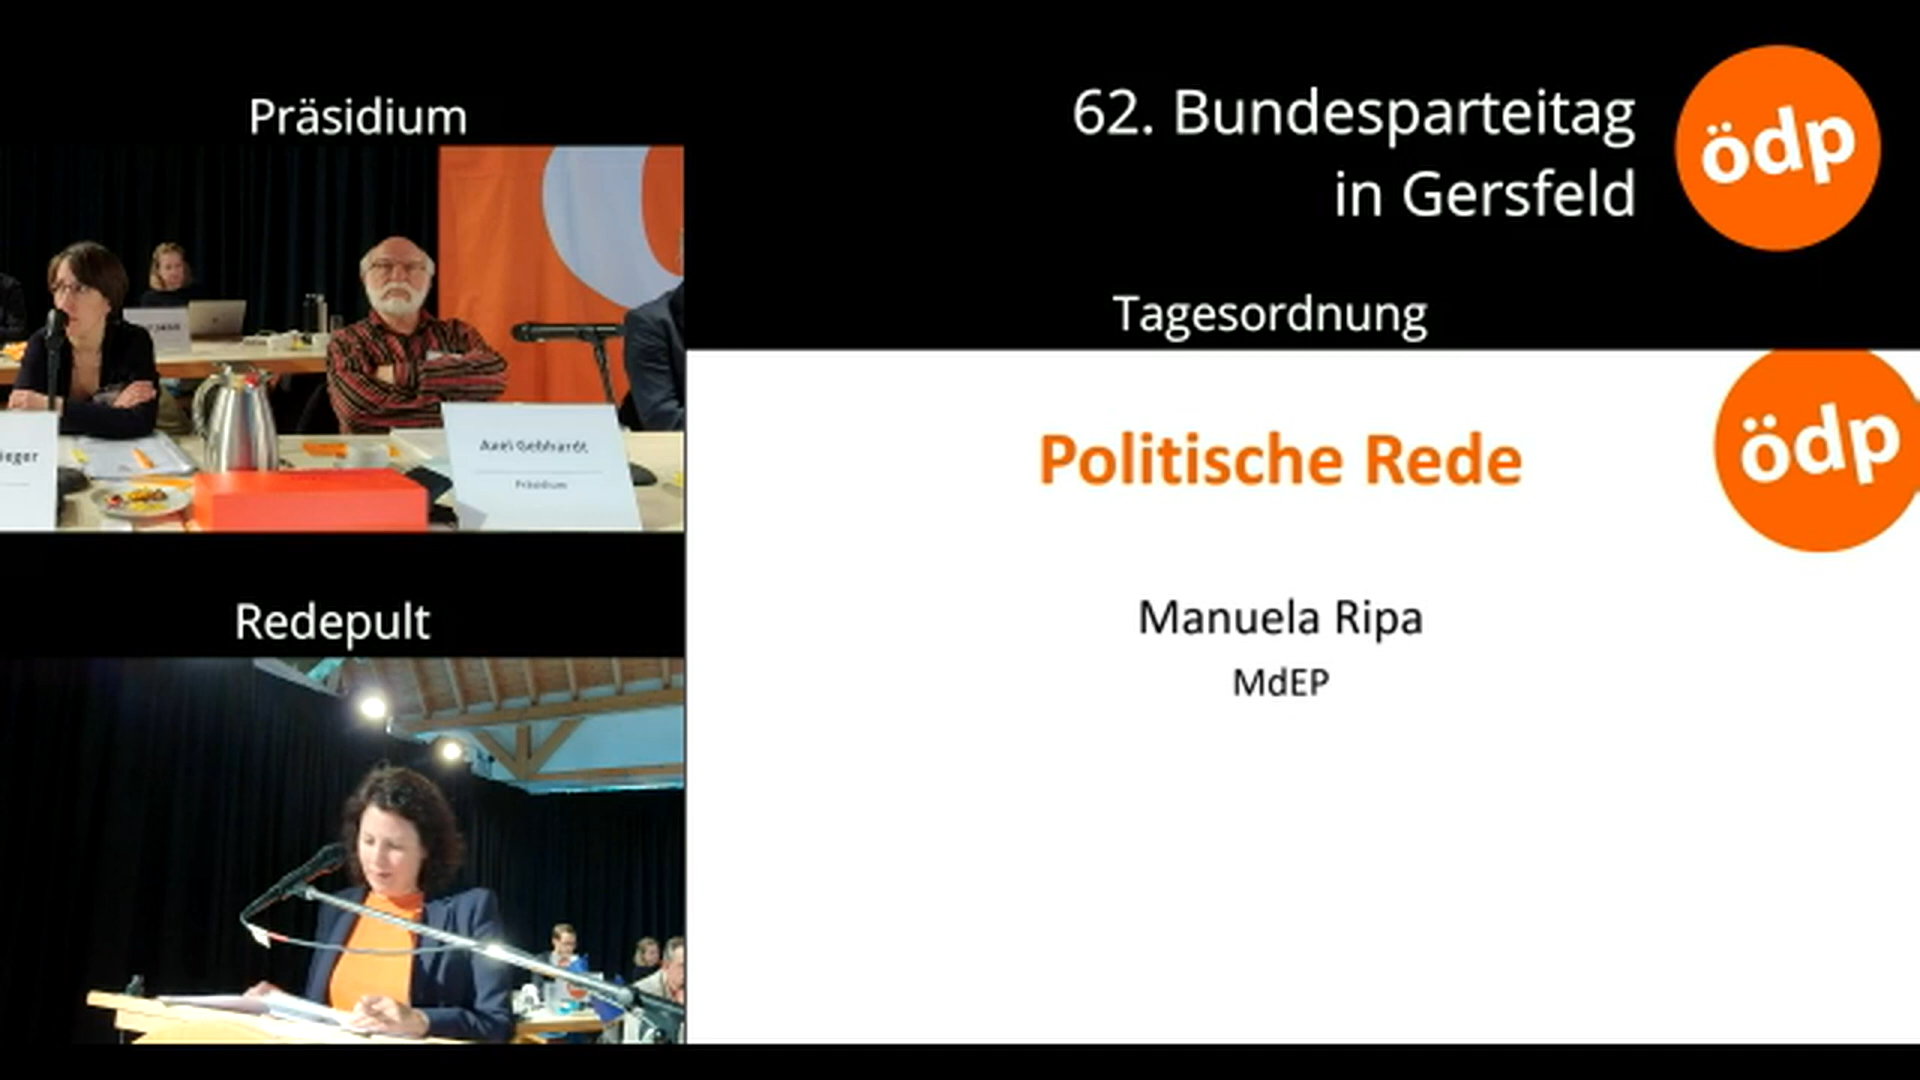 Präsidium
62. Bundesparteitag
in Gersfeld
ödp
Tagesordnung
ödp
Politische Rede
Manuela Ripa
MdEP
ieger
Axel Gebhardt
Präsidium
Redepult